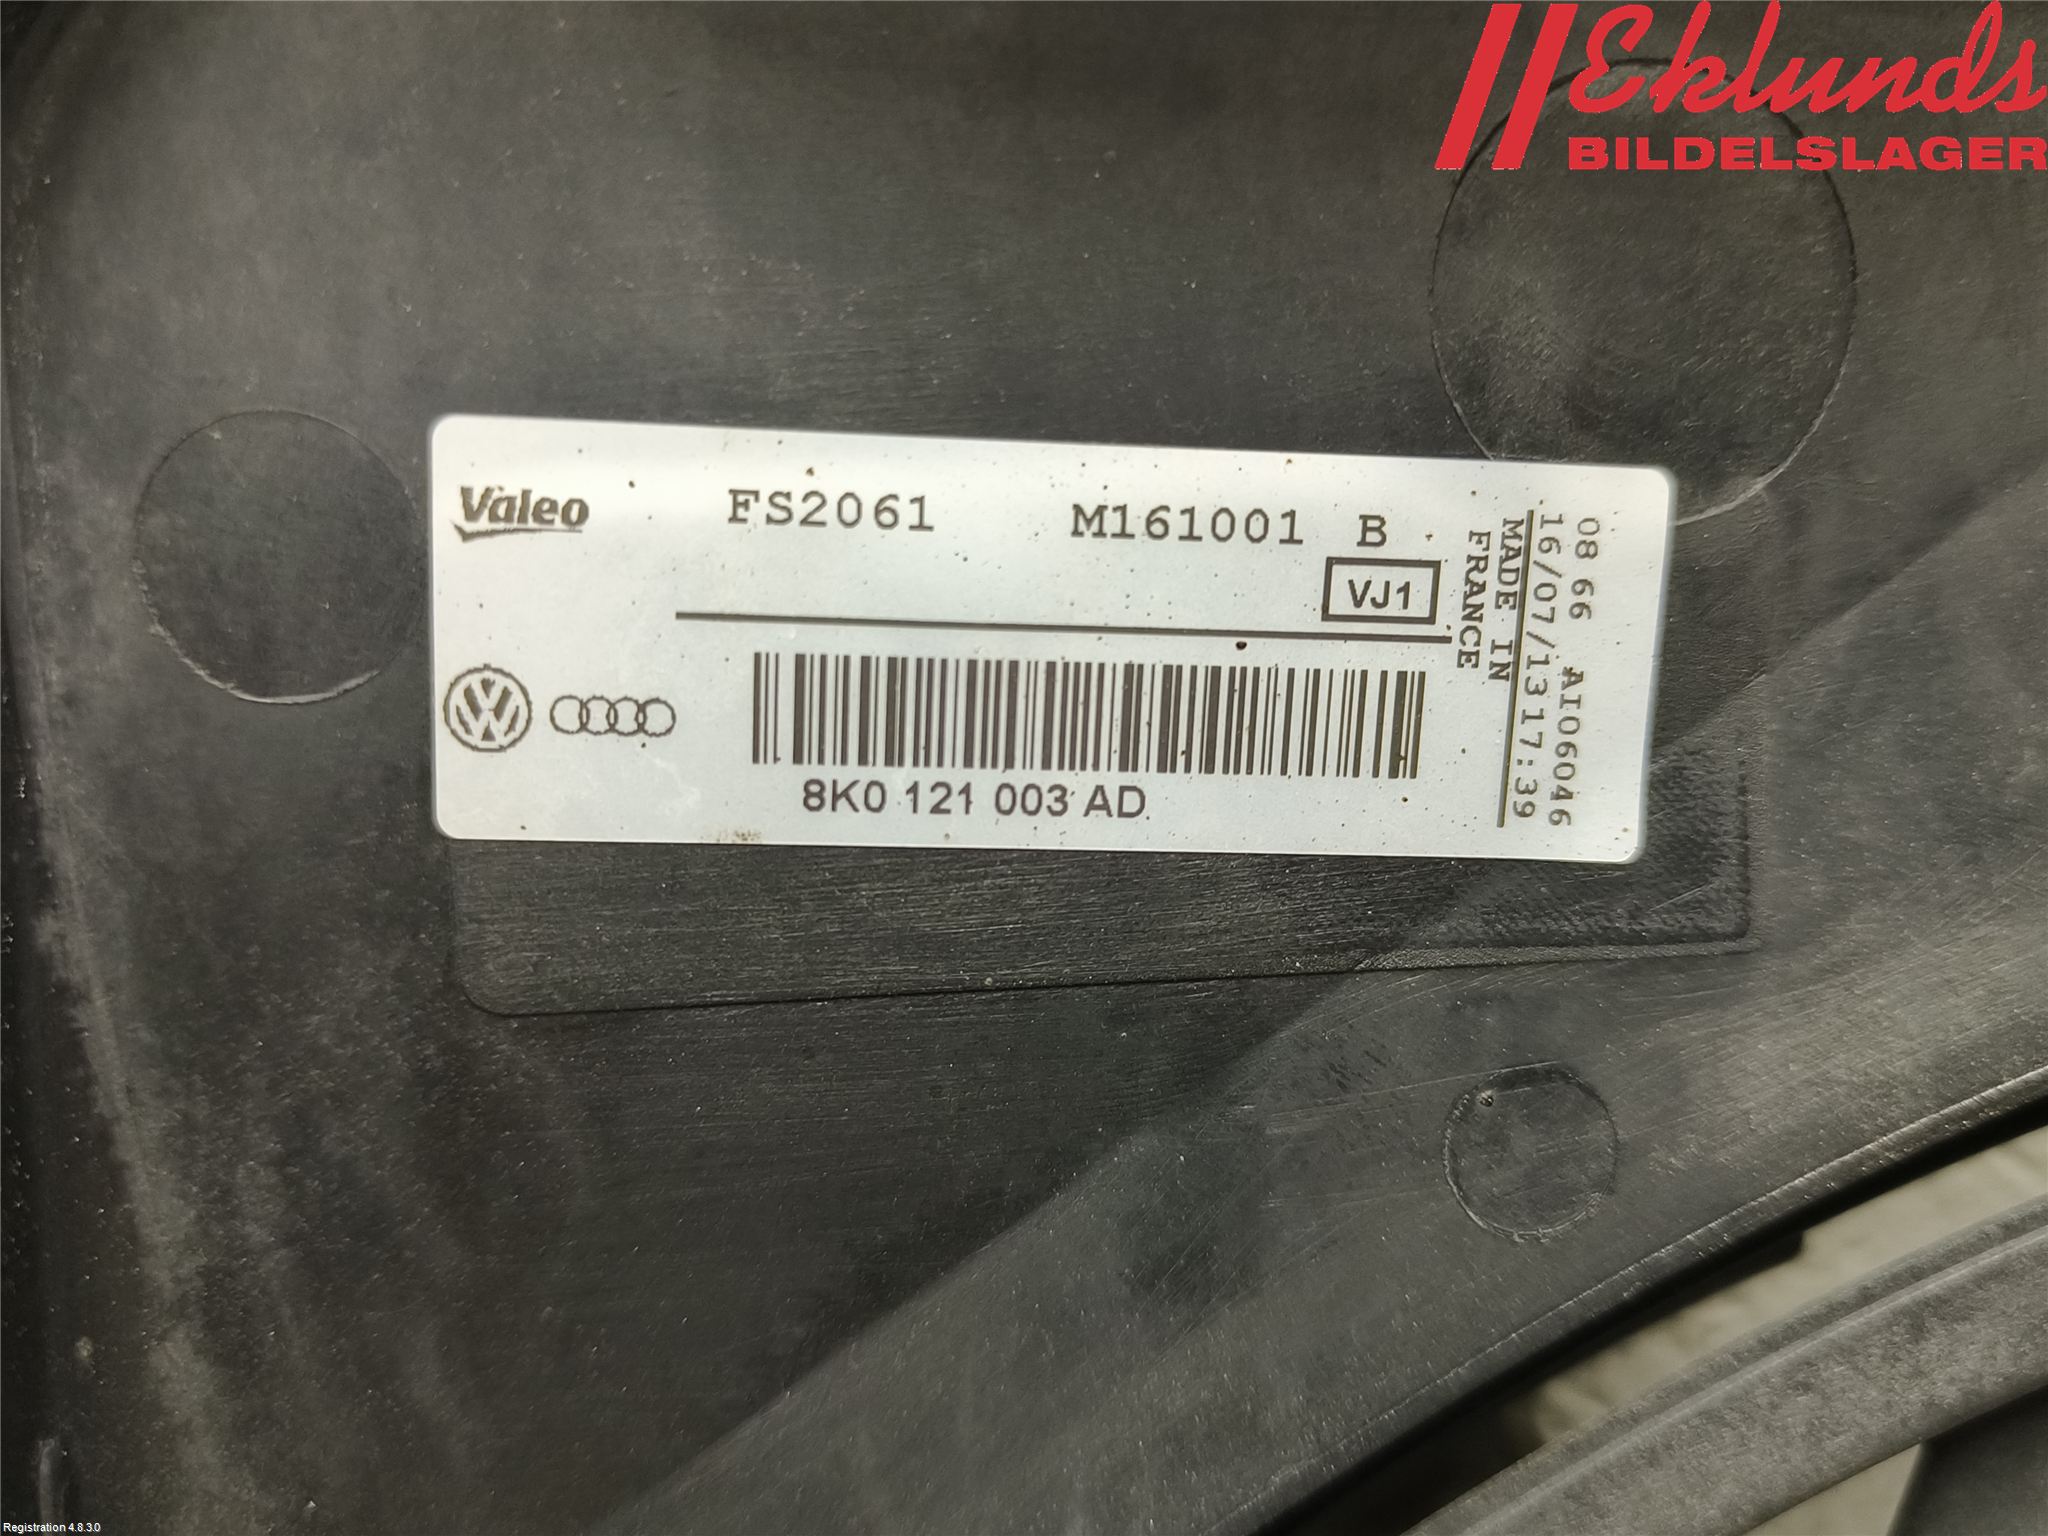 Eklunds
BILDELSLAGER
Valeo FS2061 M161001 B
VJ1
8K0 121 003 AD
08 66 AI06046
16/07/13 17:39
MADE IN
FRANCE
Registration 4.8.3.0